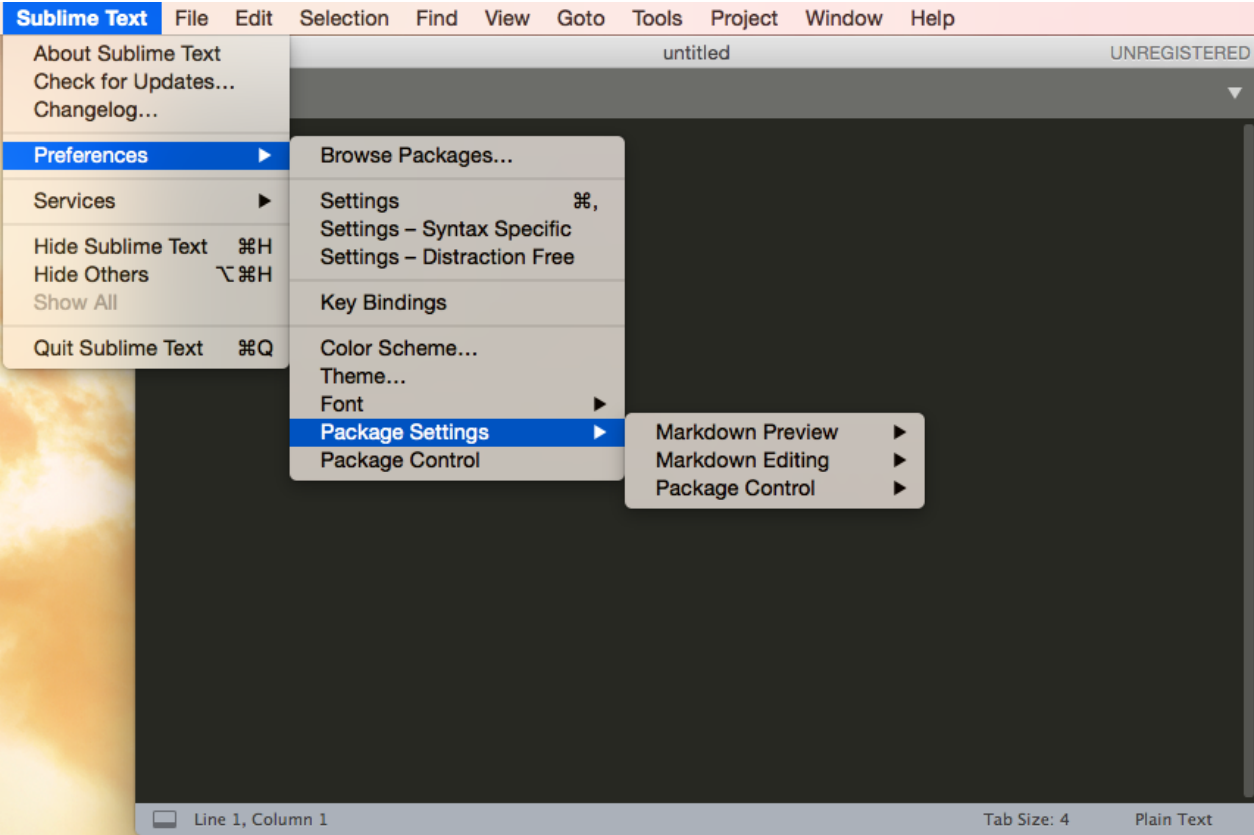 Sublime Text File Edit Selection Find View Goto Tools Project Window Help
untitled UNREGISTERED
About Sublime Text
Check for Updates...
Changelog...
Preferences
Services
Hide Sublime Text ⌘H
Hide Others ⌥⌘H
Show All
Quit Sublime Text ⌘Q
Browse Packages...
Settings ⌘,
Settings – Syntax Specific
Settings – Distraction Free
Key Bindings
Color Scheme...
Theme...
Font
Package Settings
Package Control
Markdown Preview
Markdown Editing
Package Control
Line 1, Column 1 Tab Size: 4 Plain Text